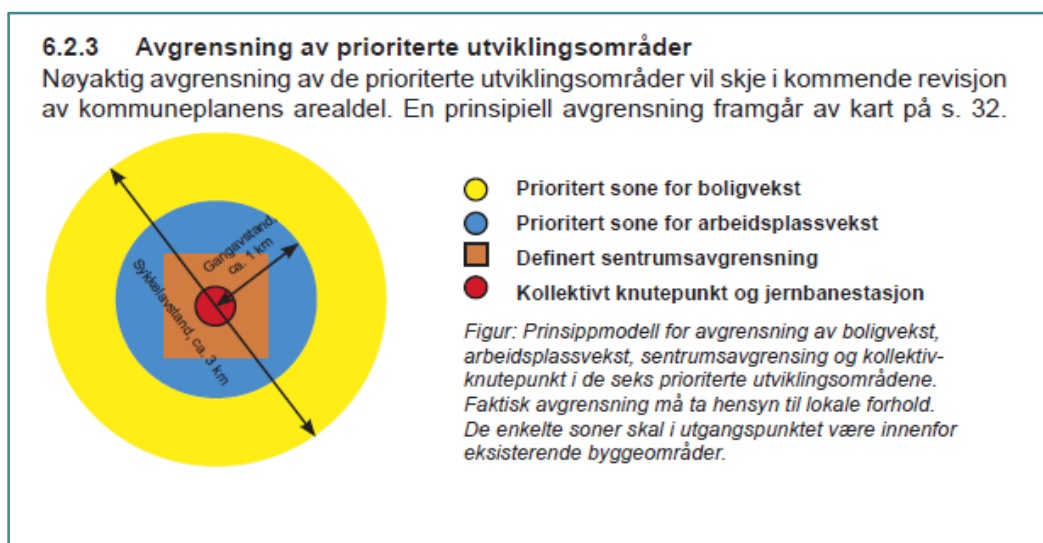 6.2.3 Avgrensning av prioriterte utviklingsområder
Nøyaktig avgrensning av de prioriterte utviklingsområder vil skje i kommende revisjon
av kommuneplanens arealdel. En prinsipiell avgrensning framgår av kart på s. 32.
Gangavstand,
ca. 1 km
Sykkelavstand, ca. 3 km
Prioritert sone for boligvekst
Prioritert sone for arbeidsplassvekst
Definert sentrumsavgrensning
Kollektivt knutepunkt og jernbanestasjon
Figur: Prinsippmodell for avgrensning av boligvekst,
arbeidsplassvekst, sentrumsavgrensing og kollektiv-
knutepunkt i de seks prioriterte utviklingsområdene.
Faktisk avgrensning må ta hensyn til lokale forhold.
De enkelte soner skal i utgangspunktet være innenfor
eksisterende byggeområder.